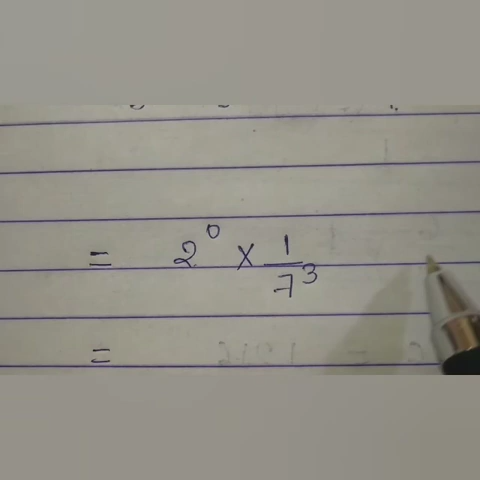 = 2⁰ × 1/7³
=